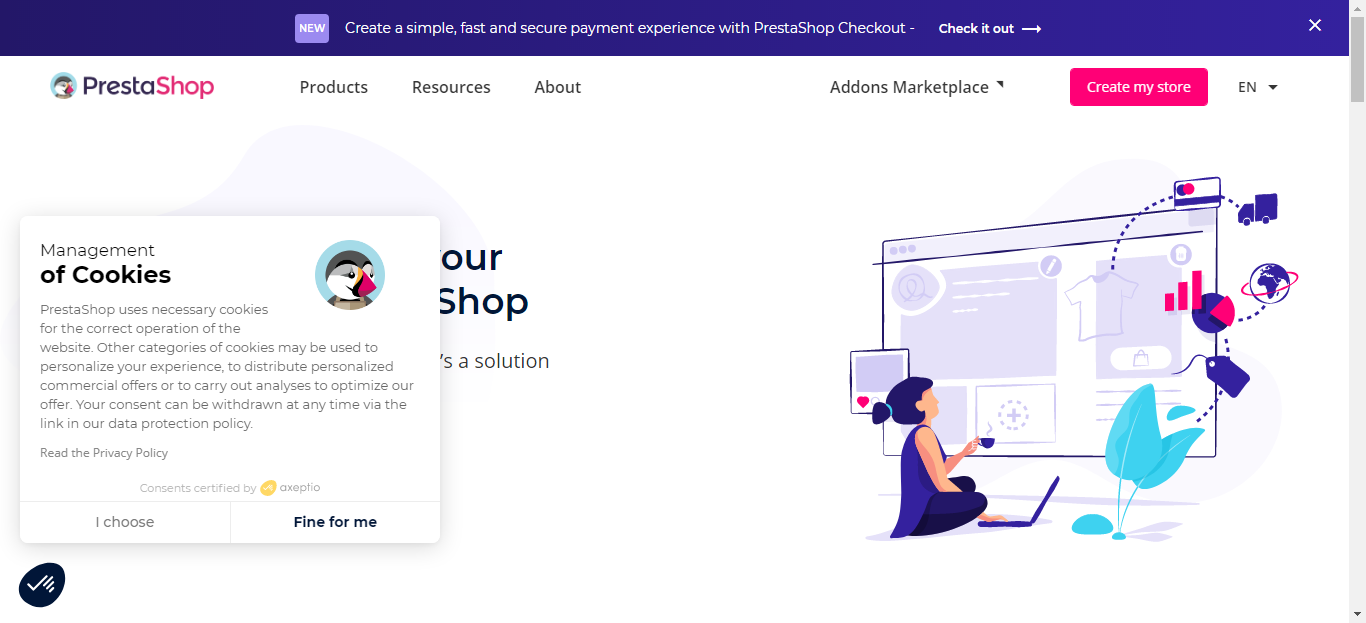 NEW Create a simple, fast and secure payment experience with PrestaShop Checkout - Check it out
PrestaShop Products Resources About Addons Marketplace Create my store EN
our
Shop
's a solution
Management
of Cookies
PrestaShop uses necessary cookies
for the correct operation of the
website. Other categories of cookies may be used to
personalize your experience, to distribute personalized
commercial offers or to carry out analyses to optimize our
offer. Your consent can be withdrawn at any time via the
link in our data protection policy.
Read the Privacy Policy
Consents certified by axeptio
I choose Fine for me